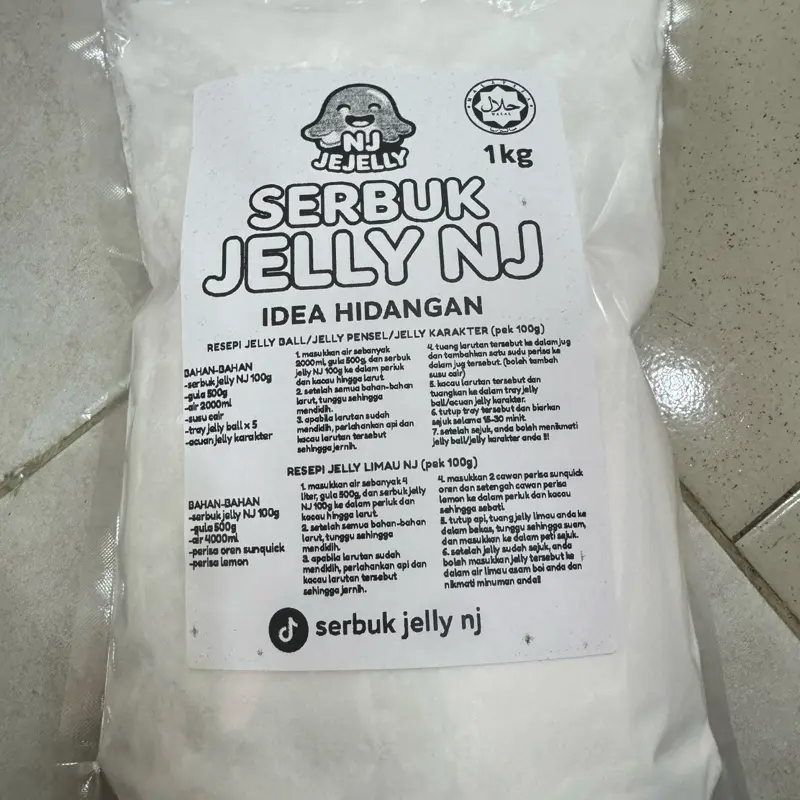 NJ
JEJELLY
MALAYSIA
حلال
HALAL
1kg
SERBUK
JELLY NJ
IDEA HIDANGAN
RESEPI JELLY BALL/JELLY PENSEL/JELLY KARAKTER (pek 100g)
BAHAN-BAHAN
-serbuk jelly NJ 100g
-gula 500g
-air 2000ml
-susu cair
-tray jelly ball x 5
-acuan jelly karakter
1. masukkan air sebanyak
2000ml, gula 500g, dan serbuk
jelly NJ 100g ke dalam periuk
dan kacau hingga larut
2. setelah semua bahan-bahan
larut, tunggu sehingga
mendidih.
3. apabila larutan sudah
mendidih, perlahankan api dan
kacau larutan tersebut
sehingga jernih.
4. tuang larutan tersebut ke dalam jug
dan tambahkan satu sudu perisa ke
dalam jug tersebut. (boleh tambah
susu cair)
5. kacau larutan tersebut dan
tuangkan ke dalam tray jelly
ball/acuan jelly karakter.
6. tutup tray tersebut dan biarkan
sejuk selama 15-30 minit.
7. setelah sejuk, anda boleh menikmati
jelly ball/jelly karakter anda !!!
RESEPI JELLY LIMAU NJ (pek 100g)
BAHAN-BAHAN
-serbuk jelly NJ 100g
-gula 500g
-air 4000ml
-perisa oren sunquick
-perisa lemon
1. masukkan air sebanyak 4
liter, gula 500g, dan serbuk jelly
NJ 100g ke dalam periuk dan
kacau hingga larut.
2. setelah semua bahan-bahan
larut, tunggu sehingga
mendidih.
3. apabila larutan sudah
mendidih, perlahankan api dan
kacau larutan tersebut
sehingga jernih.
4. masukkan 2 cawan perisa sunquick
oren dan setengah cawan perisa
lemon ke dalam periuk dan kacau
sehingga sebati.
5. tutup api, tuang jelly limau anda ke
dalam bekas, tunggu sehingga suam,
dan masukkan ke dalam peti sejuk.
6. setelah jelly sudah sejuk, anda
boleh masukkan jelly tersebut ke
dalam air limau asam boi anda dan
nikmati minuman anda!!
serbuk jelly nj